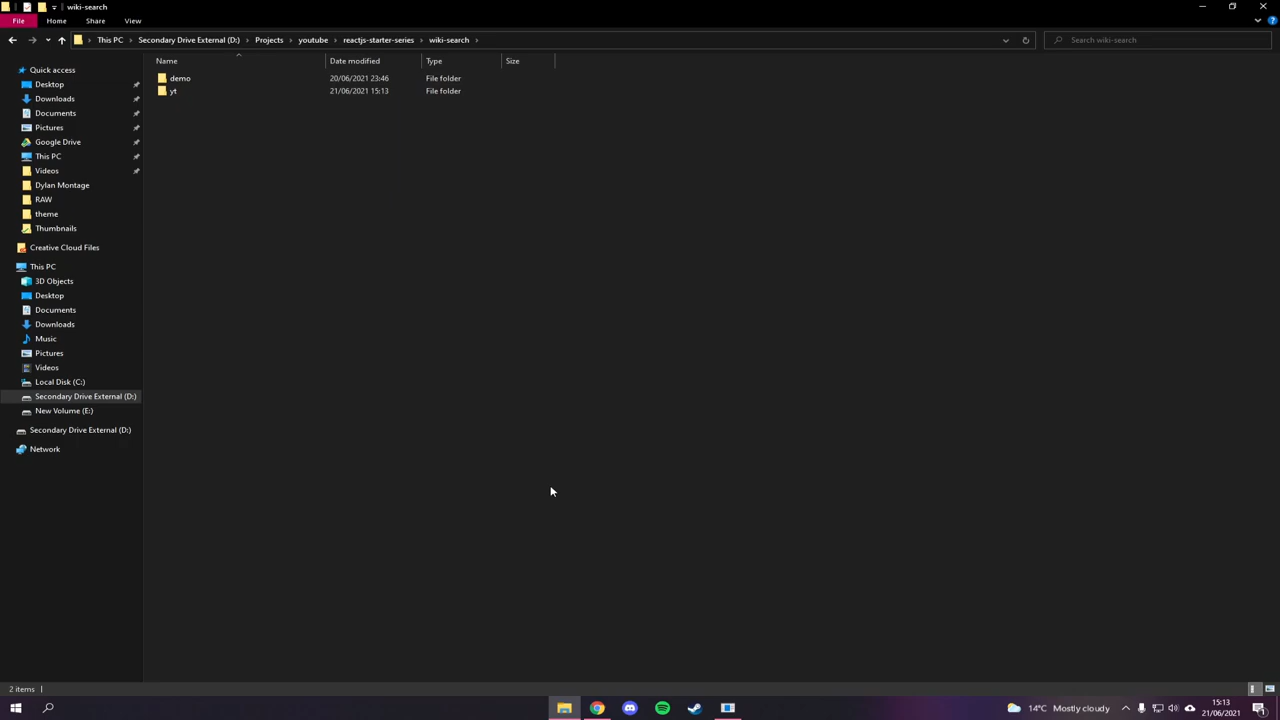 wiki-search
File
Home
Share
View
This PC
Secondary Drive External (D:)
Projects
youtube
reactjs-starter-series
wiki-search
Search wiki-search
Name
Date modified
Type
Size
demo
20/06/2021 23:46
File folder
yt
21/06/2021 15:13
File folder
Quick access
Desktop
Downloads
Documents
Pictures
Google Drive
This PC
Videos
Dylan Montage
RAW
theme
Thumbnails
Creative Cloud Files
This PC
3D Objects
Desktop
Documents
Downloads
Music
Pictures
Videos
Local Disk (C:)
Secondary Drive External (D:)
New Volume (E:)
Secondary Drive External (D:)
Network
2 items
14°C Mostly cloudy
15:13
21/06/2021